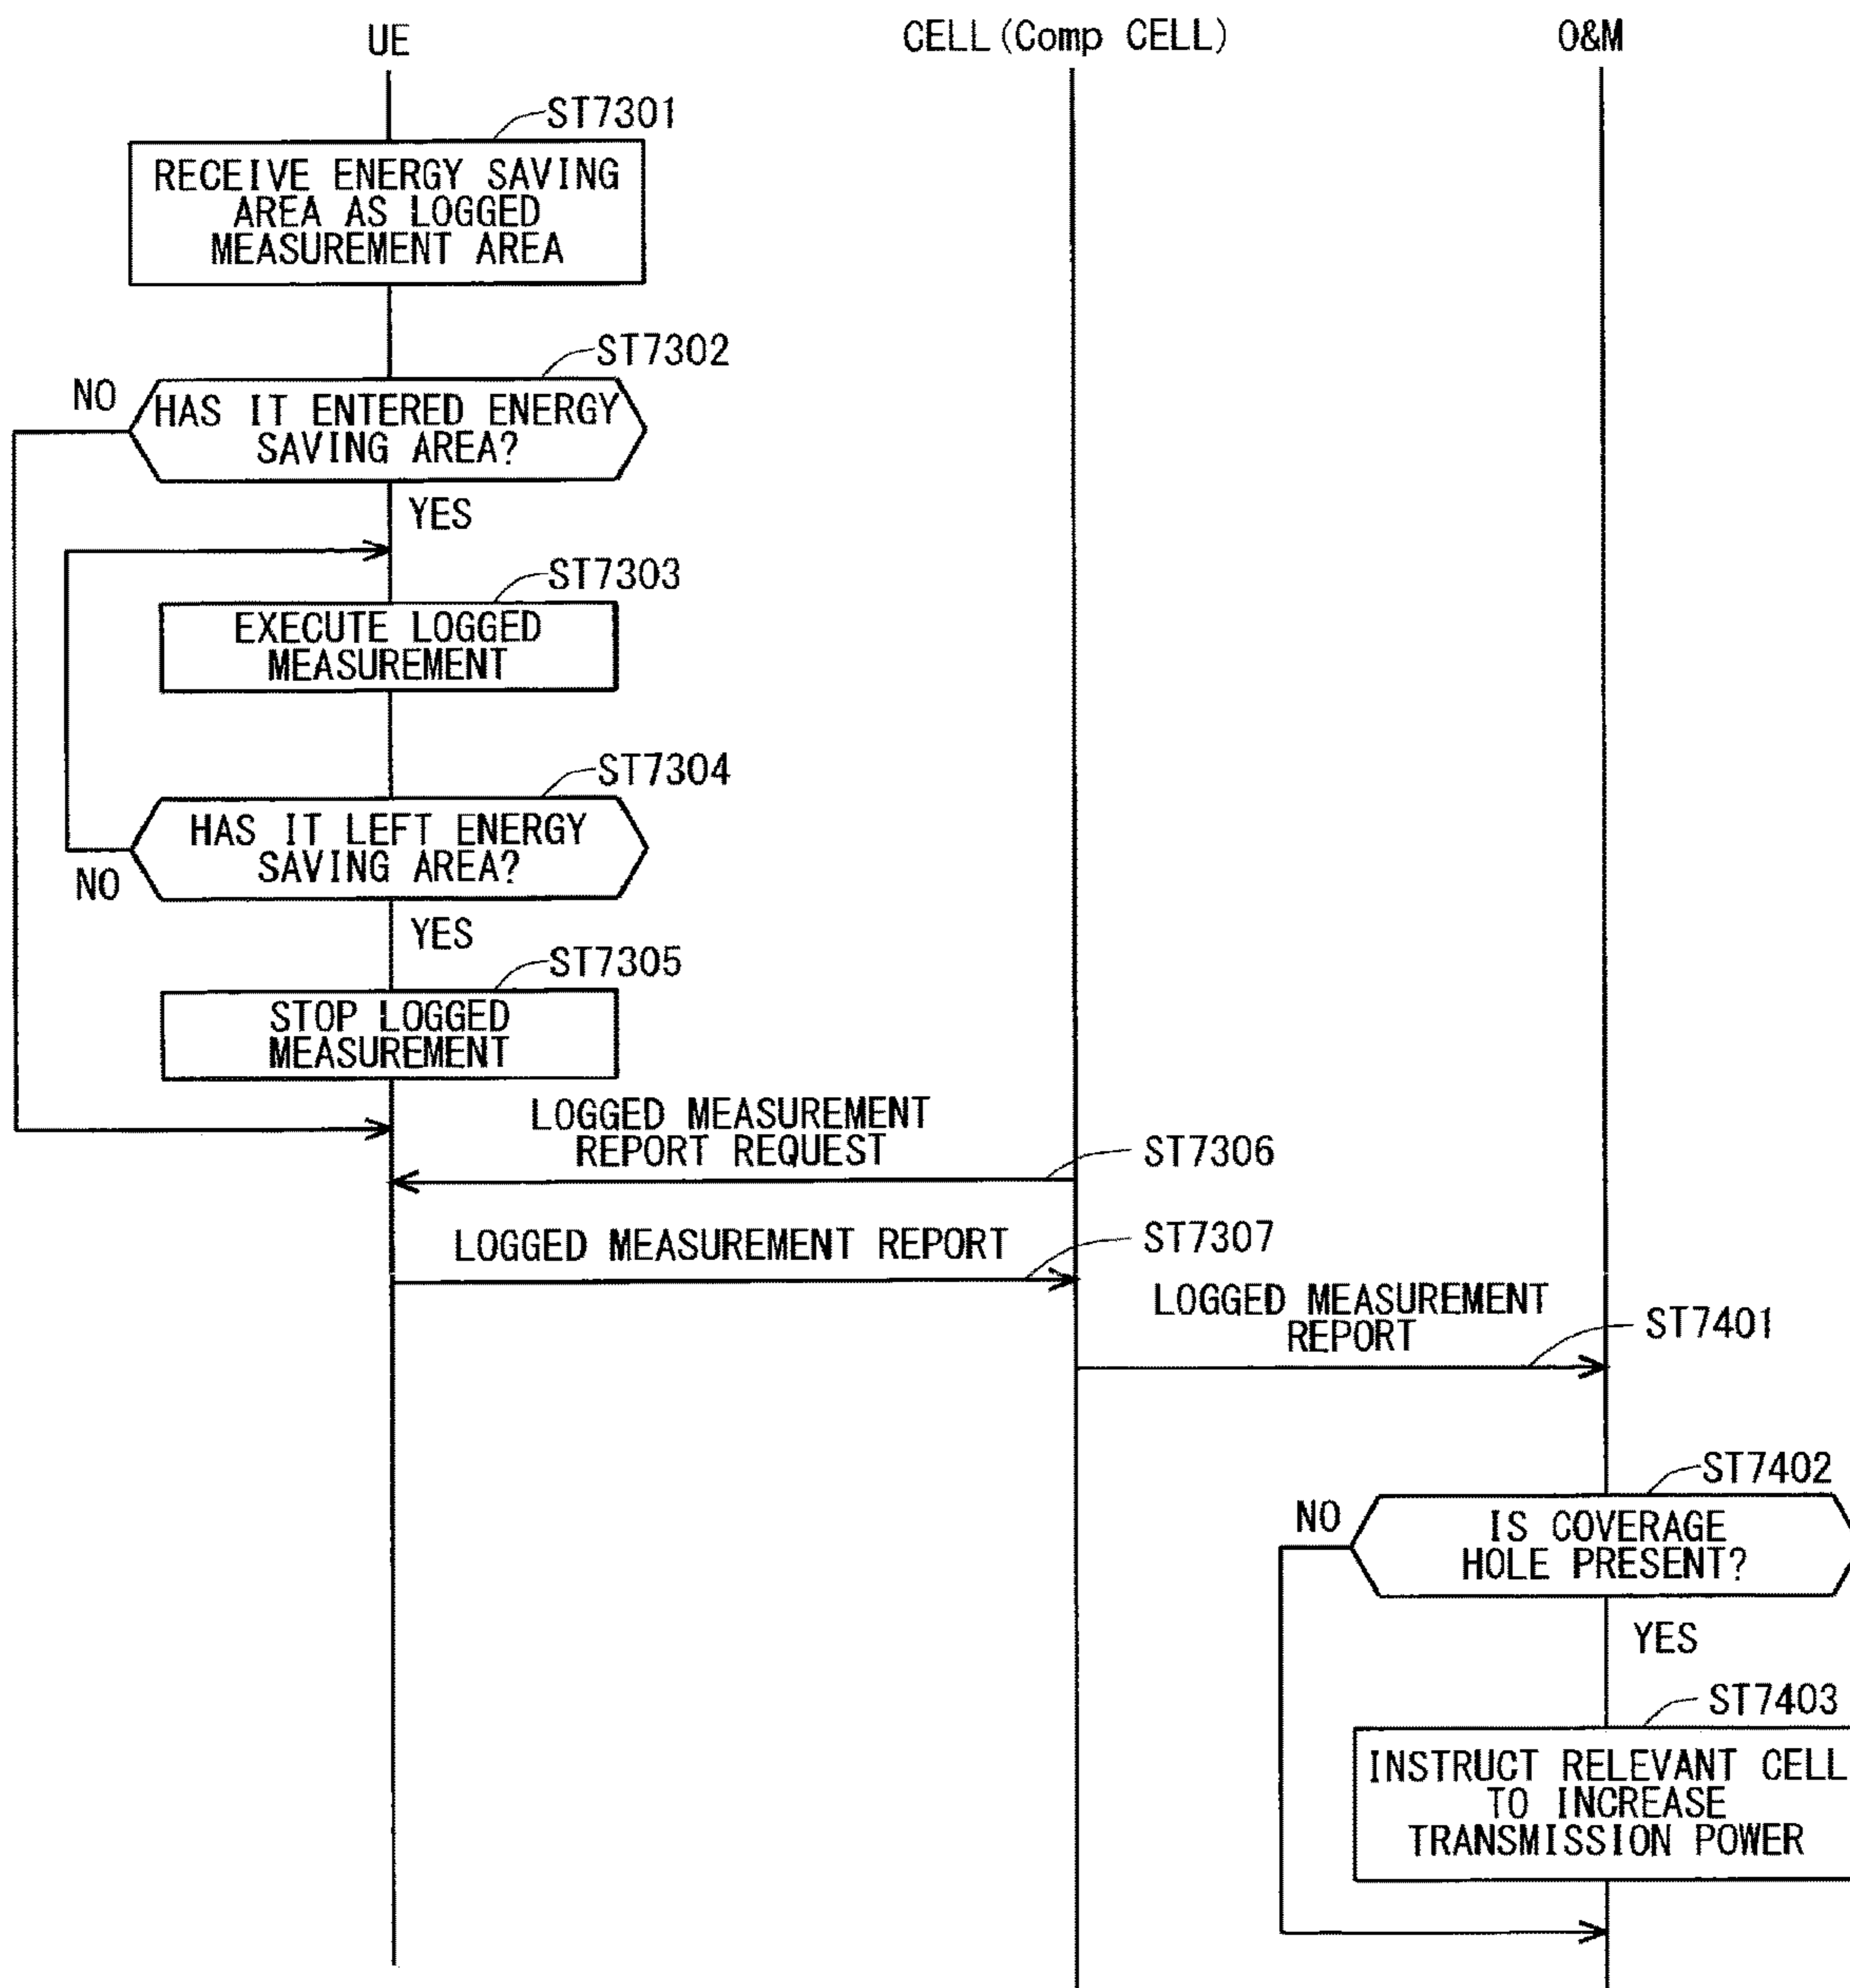 UE
CELL(Comp CELL)
O&M
ST7301
RECEIVE ENERGY SAVING
AREA AS LOGGED
MEASUREMENT AREA
ST7302
NO
HAS IT ENTERED ENERGY
SAVING AREA?
YES
ST7303
EXECUTE LOGGED
MEASUREMENT
ST7304
HAS IT LEFT ENERGY
SAVING AREA?
NO
YES
ST7305
STOP LOGGED
MEASUREMENT
LOGGED MEASUREMENT
REPORT REQUEST
ST7306
LOGGED MEASUREMENT REPORT
ST7307
LOGGED MEASUREMENT
REPORT
ST7401
ST7402
NO
IS COVERAGE
HOLE PRESENT?
YES
ST7403
INSTRUCT RELEVANT CELL
TO INCREASE
TRANSMISSION POWER